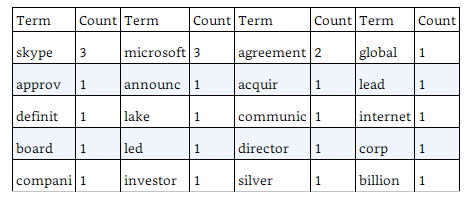 Term Count Term Count Term Count Term Count
skype 3 microsoft 3 agreement 2 global 1
approv 1 announc 1 acquir 1 lead 1
definit 1 lake 1 communic 1 internet 1
board 1 led 1 director 1 corp 1
compani 1 investor 1 silver 1 billion 1